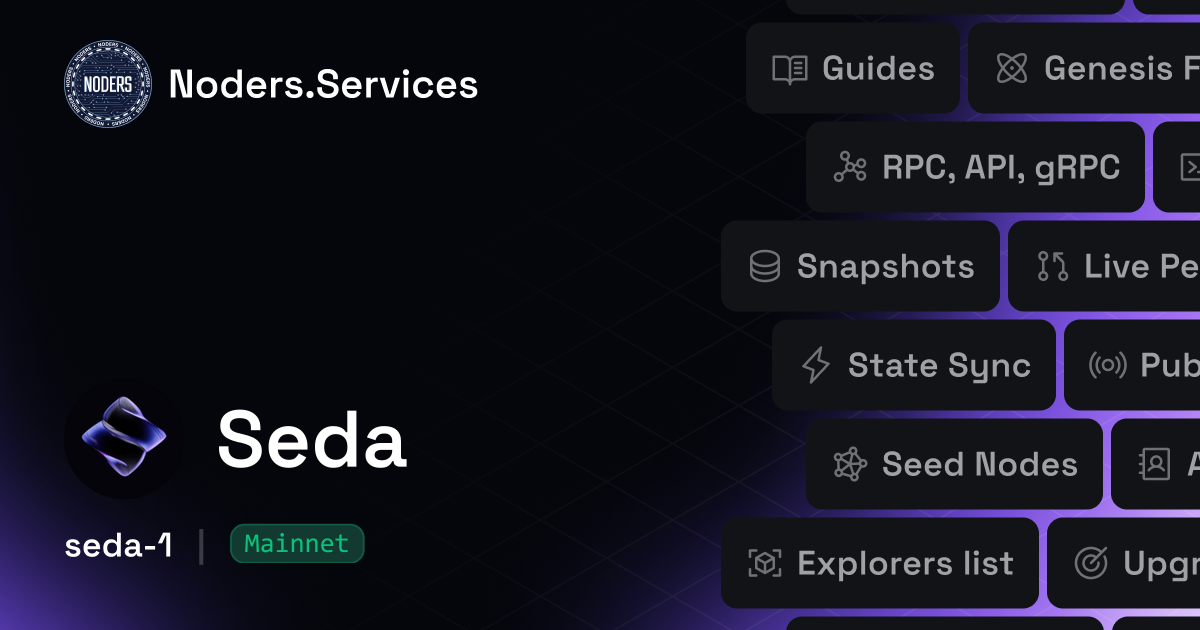 NODERS
Noders.Services
Guides
Genesis F
RPC, API, gRPC
Snapshots
Live Pe
State Sync
Pub
Seed Nodes
A
Explorers list
Upgr
Seda
seda-1 | Mainnet